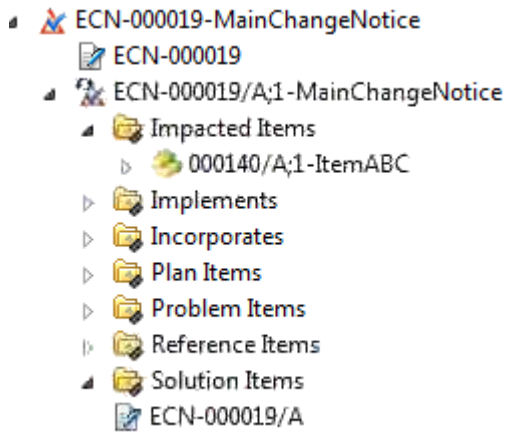 ECN-000019-MainChangeNotice
ECN-000019
ECN-000019/A;1-MainChangeNotice
Impacted Items
000140/A;1-ItemABC
Implements
Incorporates
Plan Items
Problem Items
Reference Items
Solution Items
ECN-000019/A